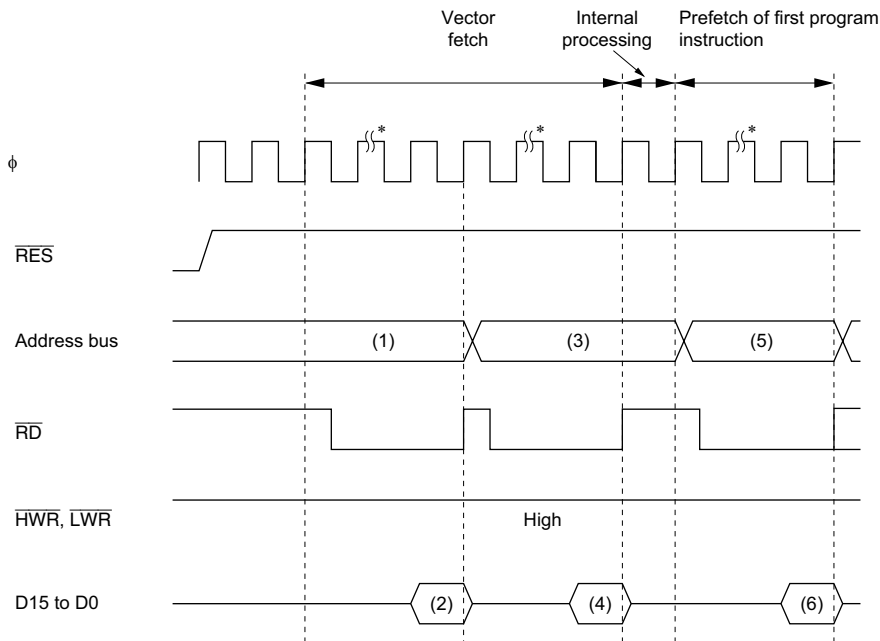 Vector
fetch
Internal
processing
Prefetch of first program
instruction
ϕ
*
*
*
RES
Address bus
(1)
(3)
(5)
RD
HWR, LWR
High
D15 to D0
(2)
(4)
(6)